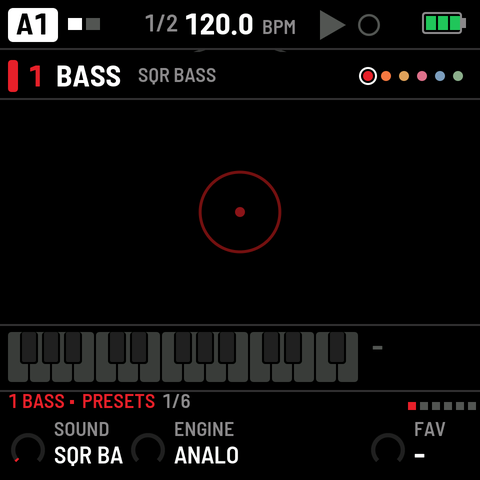 A1 1/2 120.0 BPM
1 BASS SQR BASS
-
1 BASS • PRESETS 1/6
SOUND ENGINE FAV
SQR BA ANALO -